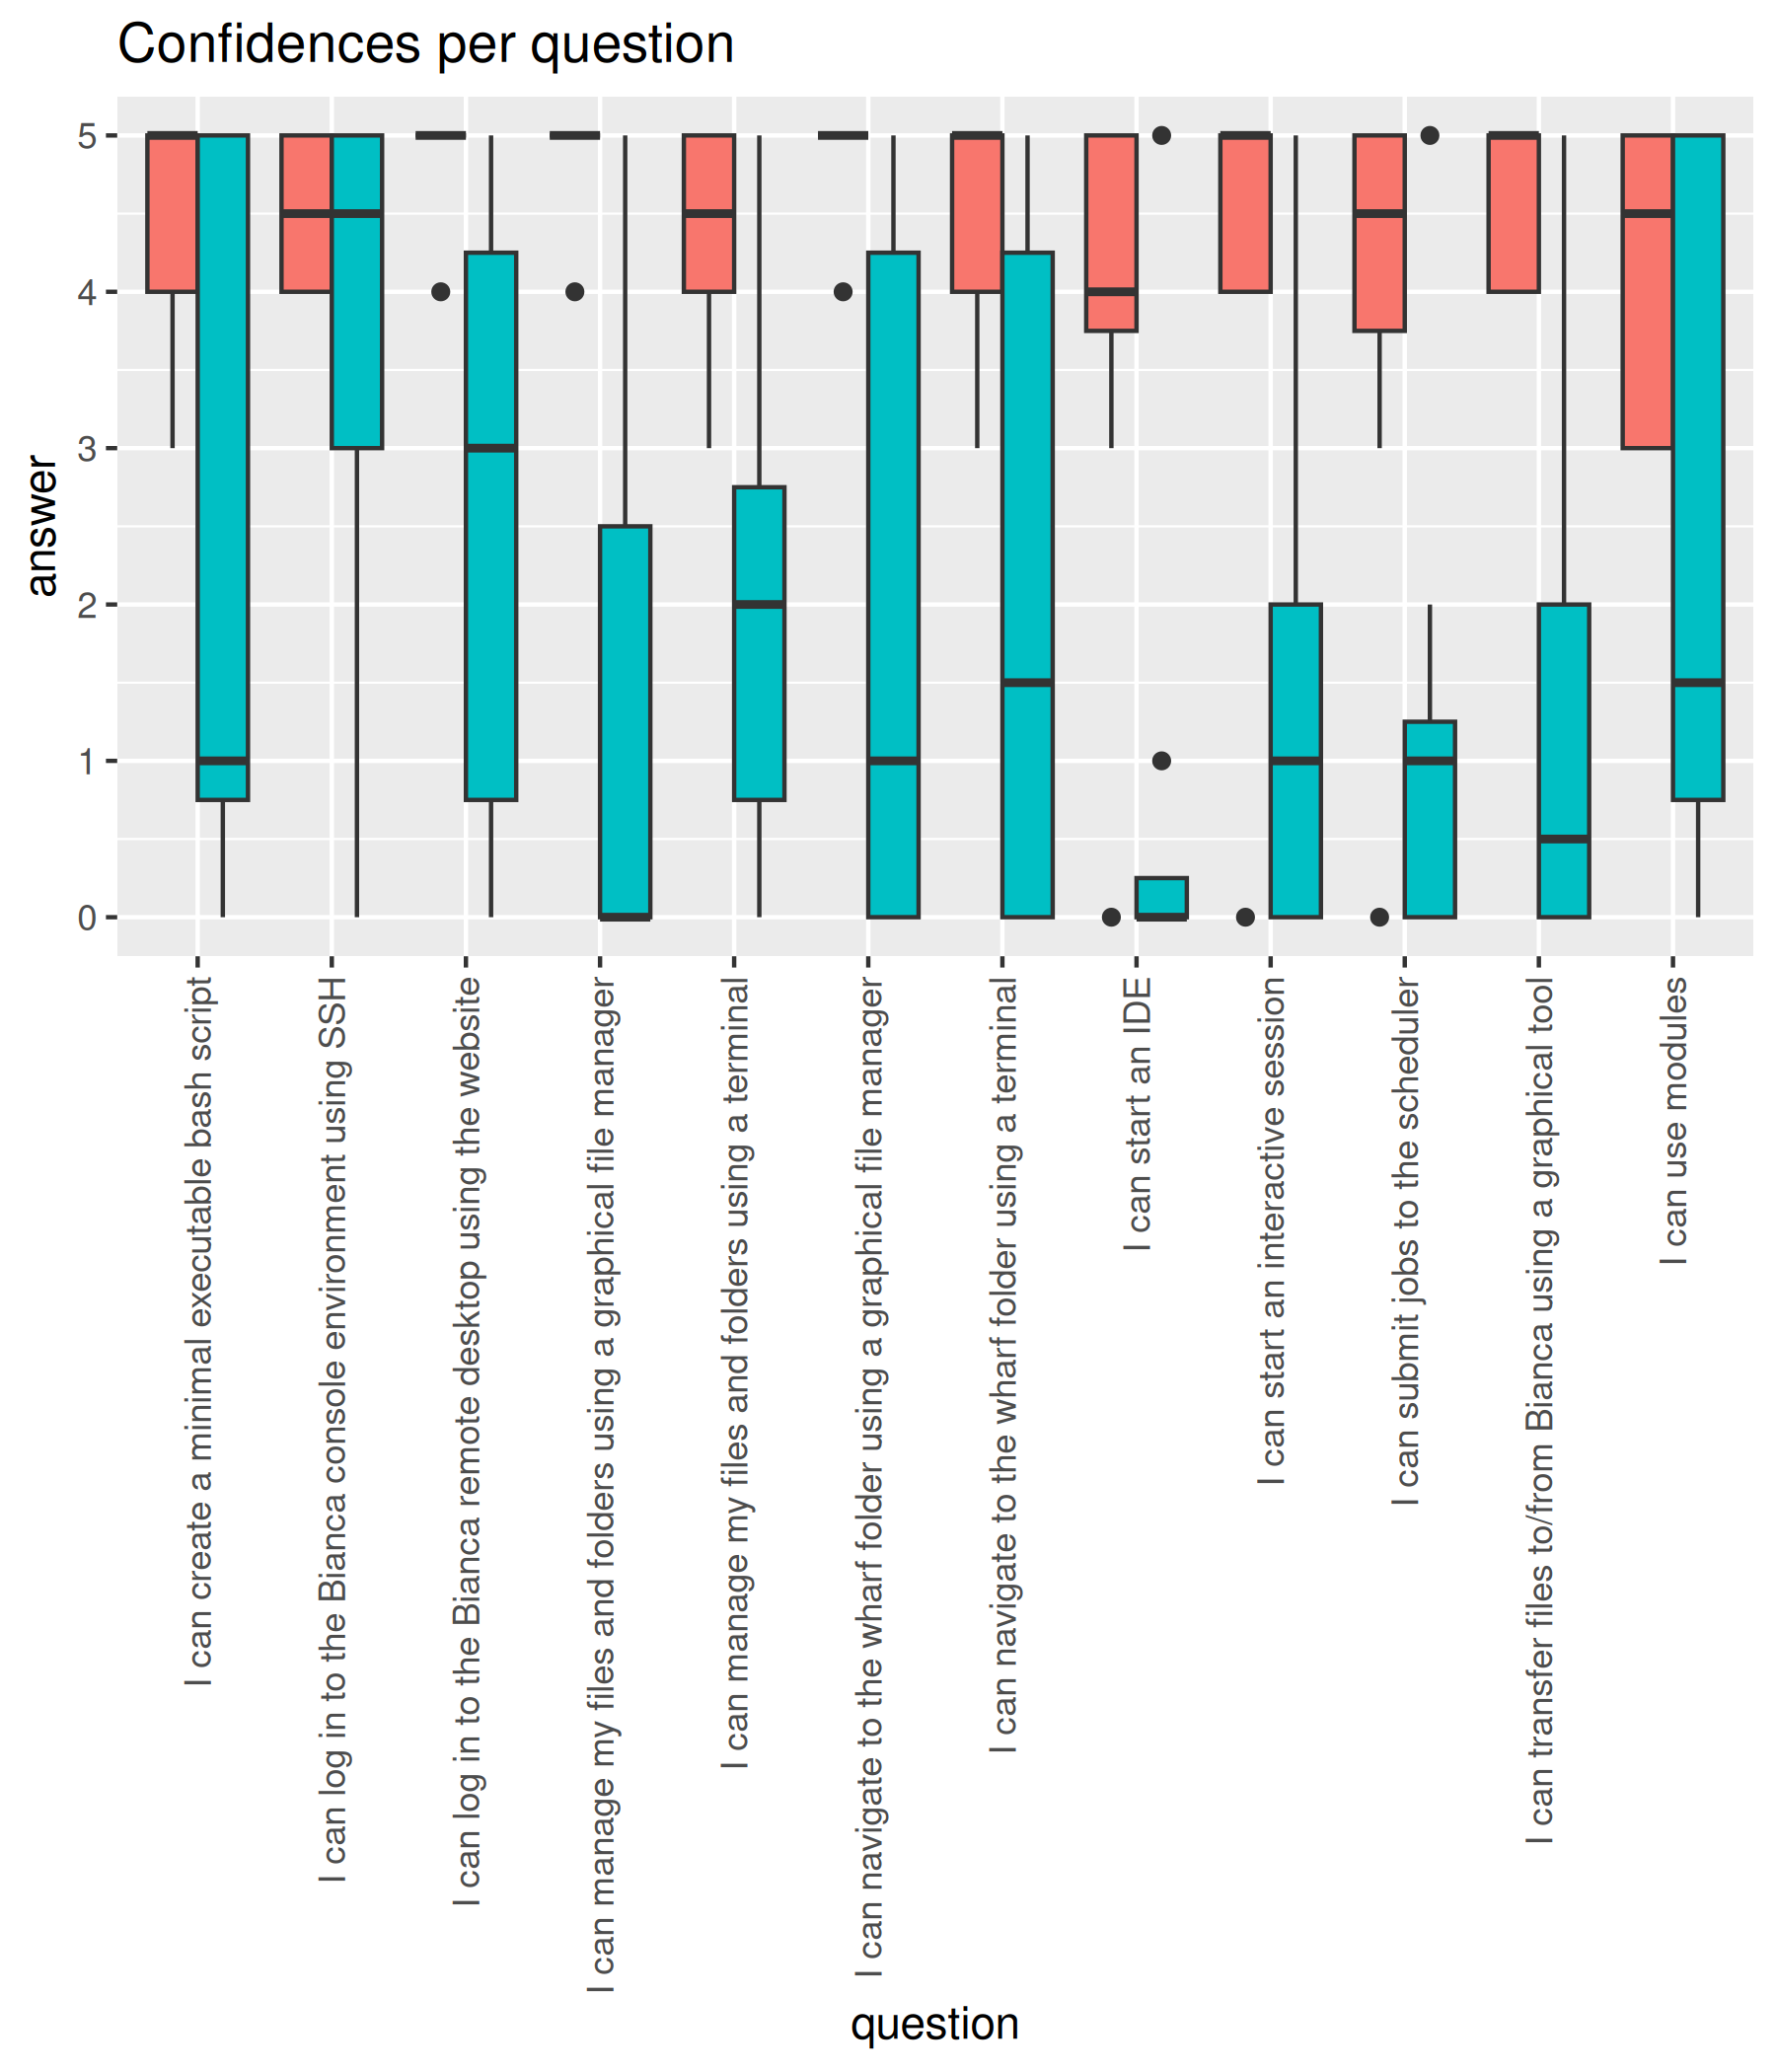 Confidences per question
answer
5
4
3
2
1
0
I can create a minimal executable bash script
I can log in to the Bianca console environment using SSH
I can log in to the Bianca remote desktop using the website
I can manage my files and folders using a graphical file manager
I can manage my files and folders using a terminal
I can navigate to the wharf folder using a graphical file manager
I can navigate to the wharf folder using a terminal
I can start an IDE
I can start an interactive session
I can submit jobs to the scheduler
I can transfer files to/from Bianca using a graphical tool
I can use modules
question